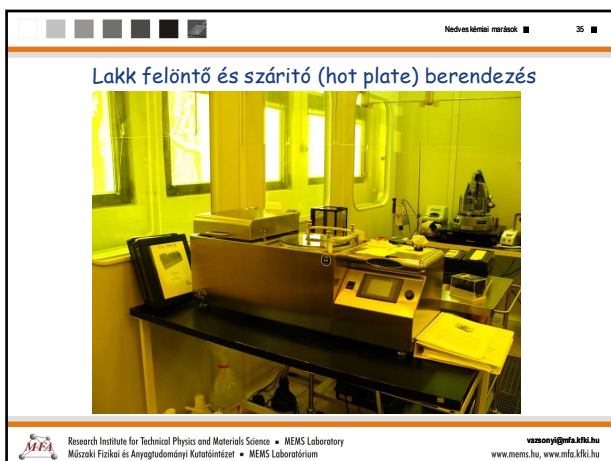 Nedveskémiai marások 35
Lakk felöntő és szárító (hot plate) berendezés
MFA Research Institute for Technical Physics and Materials Science MEMS Laboratory vazsonyi@mfa.kfki.hu
Műszaki Fizikai és Anyagtudományi Kutatóintézet MEMS Laboratórium www.mems.hu, www.mfa.kfki.hu